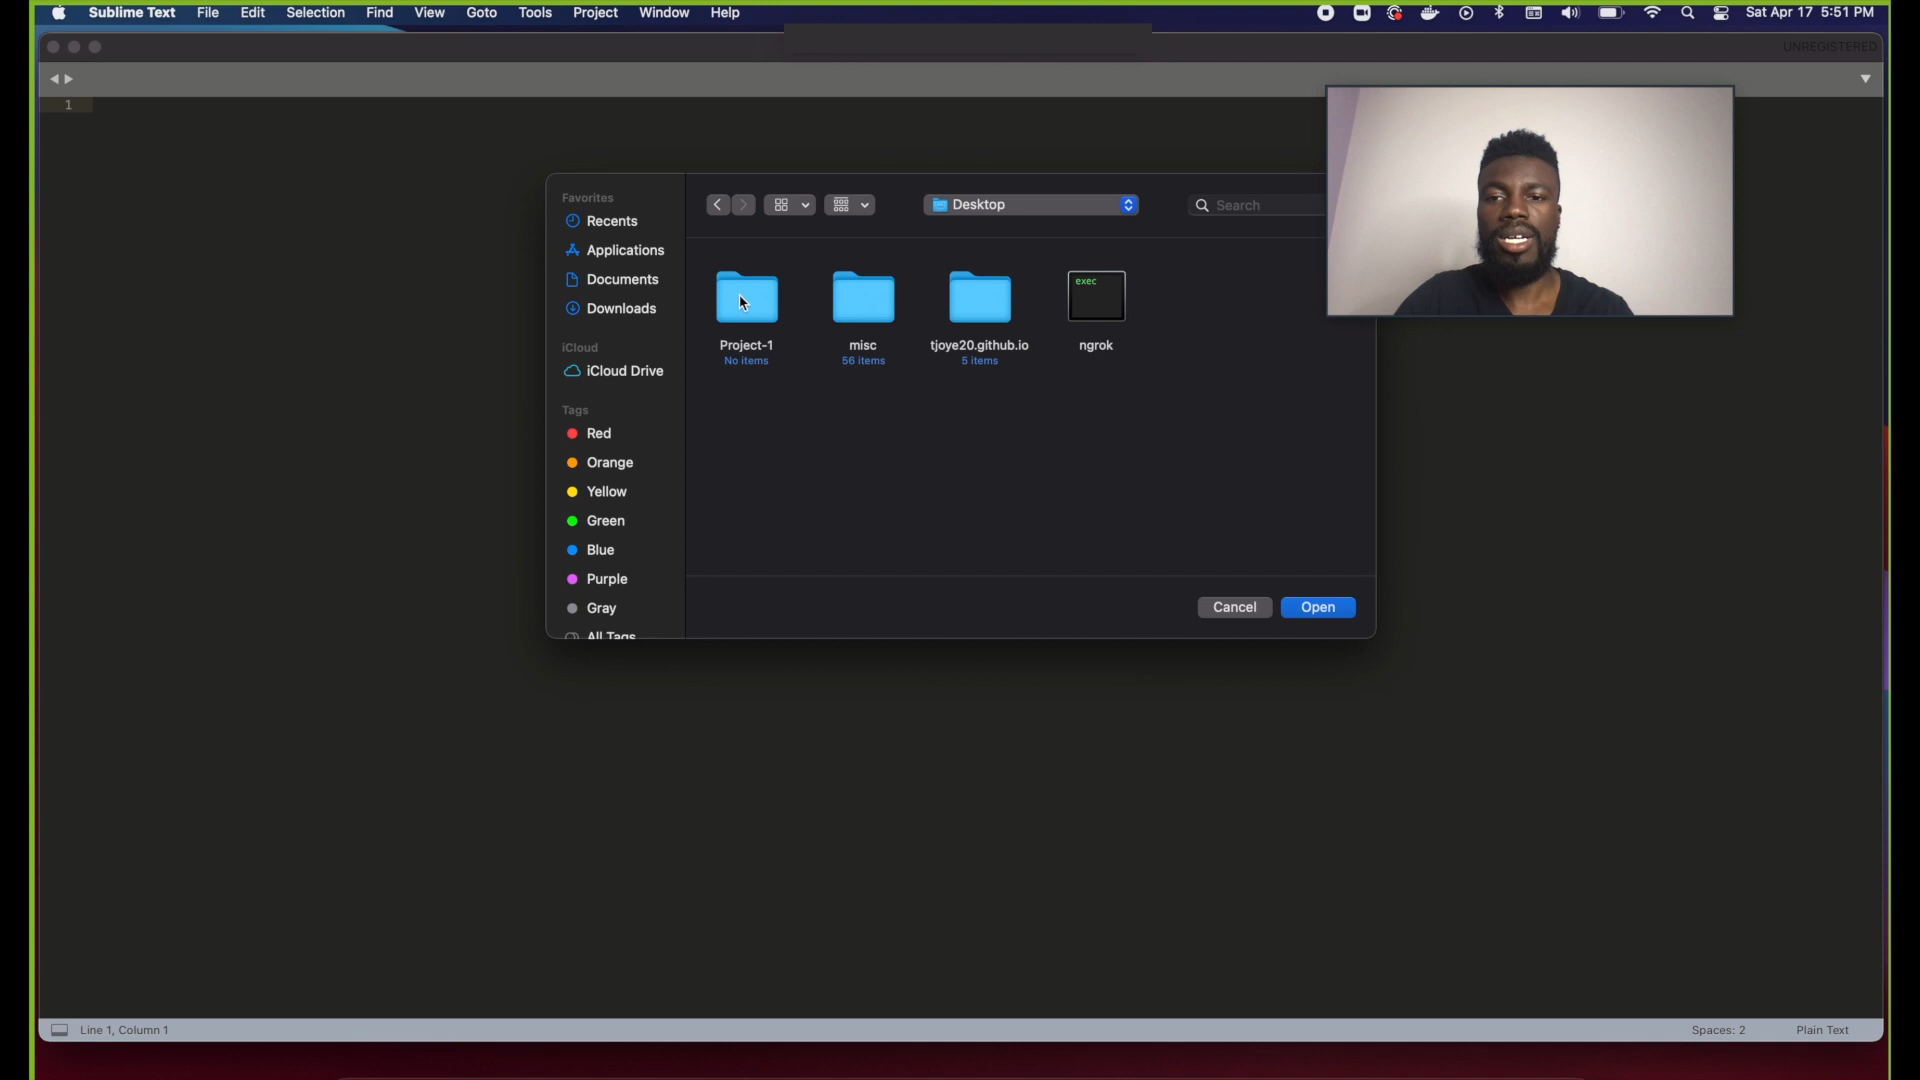 Sublime Text File Edit Selection Find View Goto Tools Project Window Help Sat Apr 17 5:51 PM
UNREGISTERED
1
Favorites
Recents
Applications
Documents
Downloads
iCloud
iCloud Drive
Tags
Red
Orange
Yellow
Green
Blue
Purple
Gray
All Tags
Desktop
Search
exec
Project-1 misc tjoye20.github.io ngrok
No items 56 items 5 items
Cancel Open
Line 1, Column 1 Spaces: 2 Plain Text